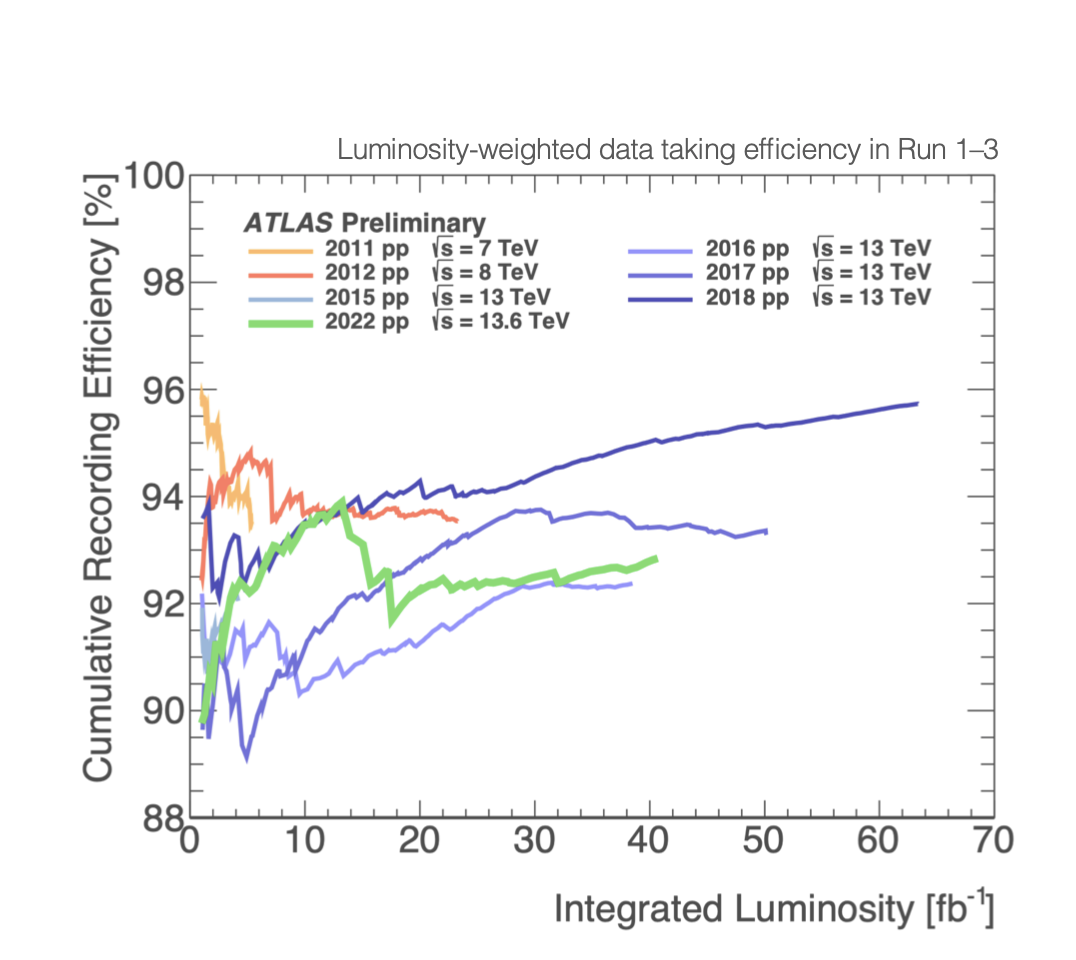 Luminosity-weighted data taking efficiency in Run 1–3
Cumulative Recording Efficiency [%]
100
98
96
94
92
90
88
ATLAS Preliminary
2011 pp √s = 7 TeV
2012 pp √s = 8 TeV
2015 pp √s = 13 TeV
2022 pp √s = 13.6 TeV
2016 pp √s = 13 TeV
2017 pp √s = 13 TeV
2018 pp √s = 13 TeV
0 10 20 30 40 50 60 70
Integrated Luminosity [fb⁻¹]